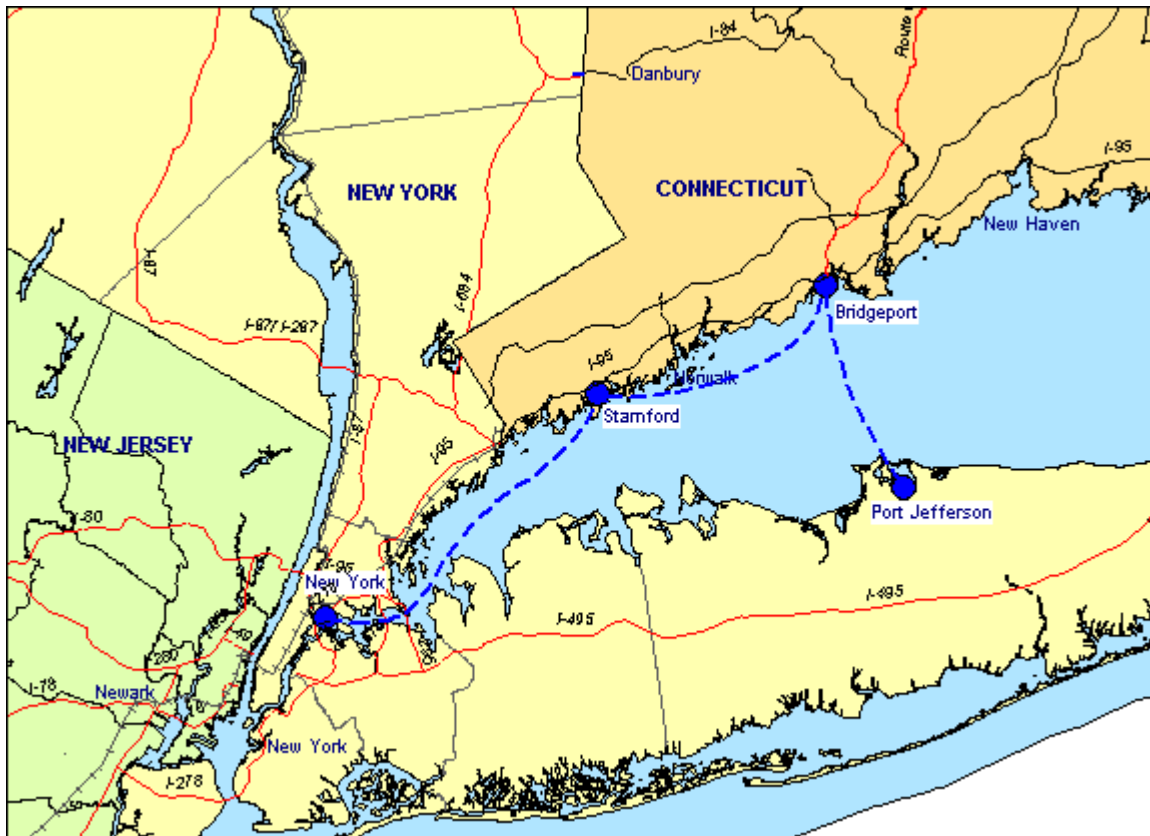 I-84
Route
Danbury
I-95
NEW YORK
CONNECTICUT
New Haven
I-87
I-684
Bridgeport
I-87/ I-287
I-95
Norwalk
Stamford
I-87
NEW JERSEY
I-95
Port Jefferson
I-80
I-95
New York
I-495
I-495
I-78
Newark
New York
I-278